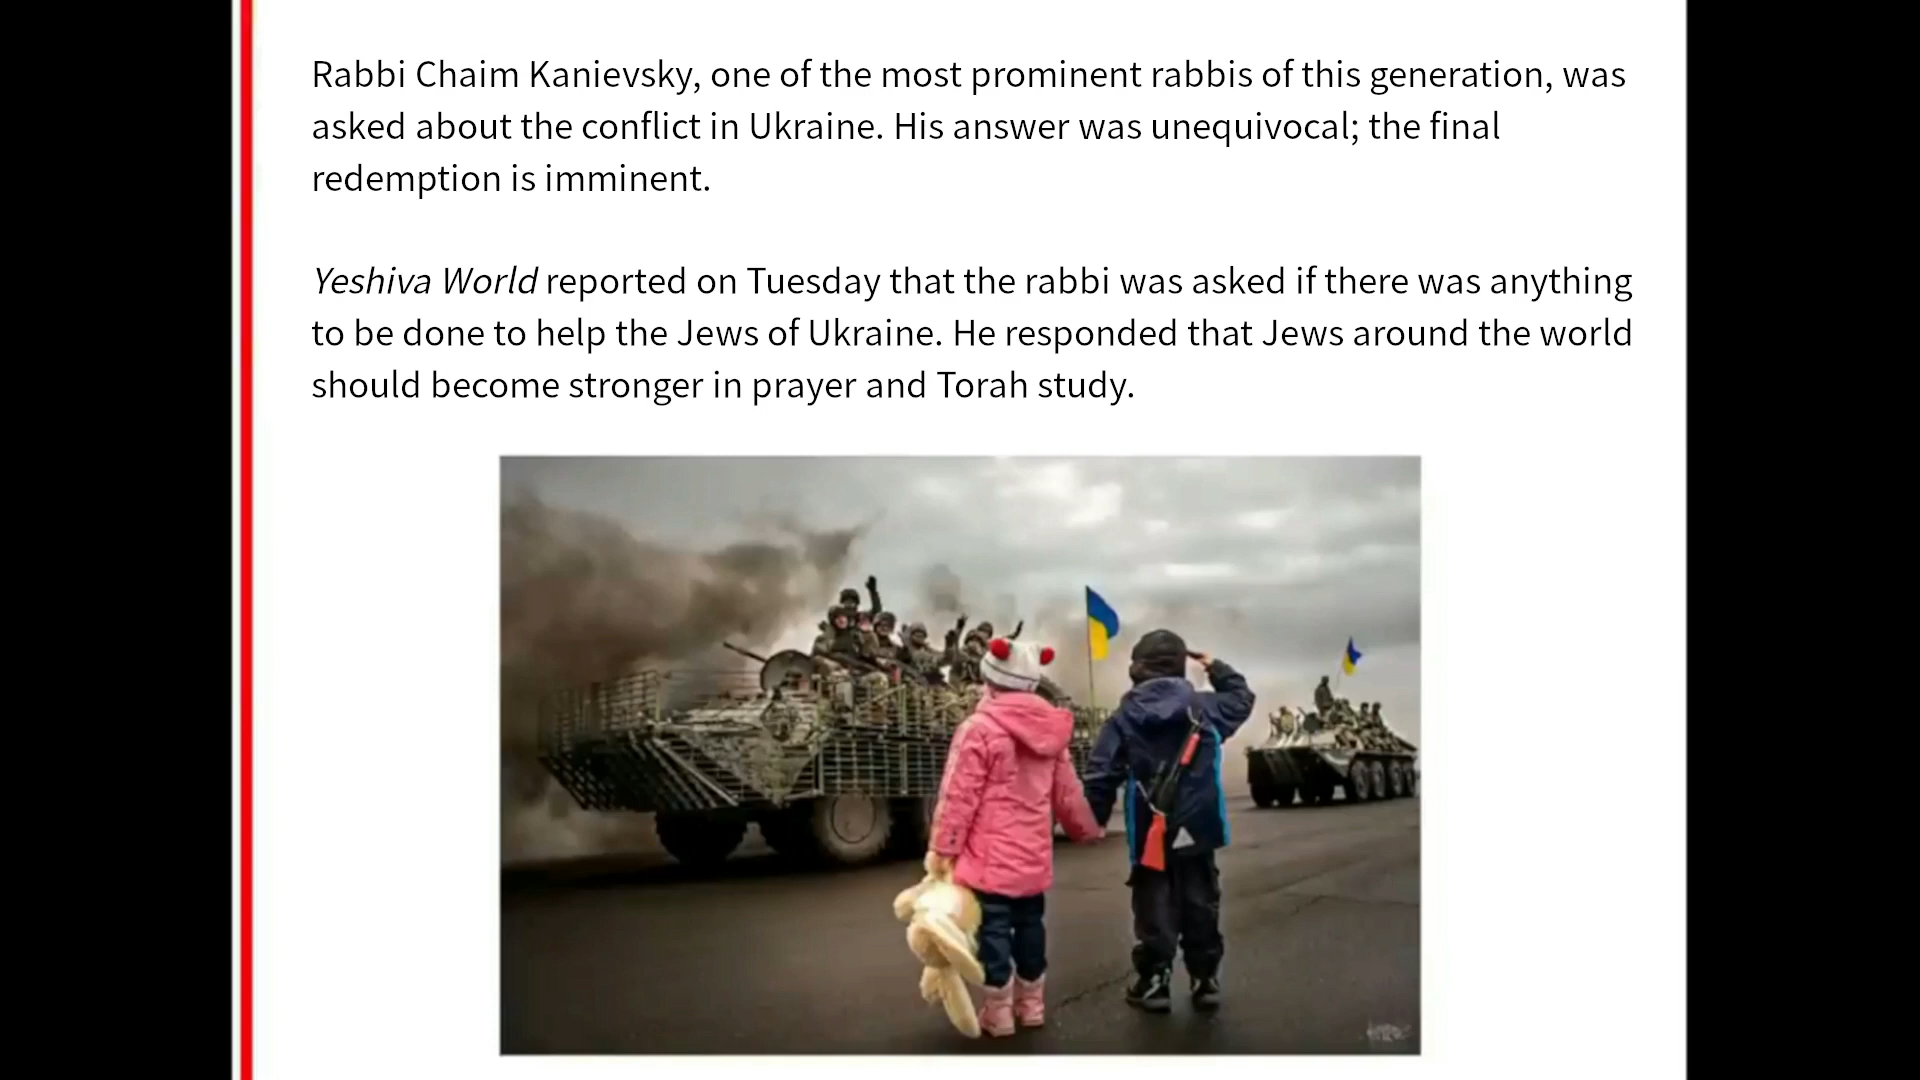 Rabbi Chaim Kanievsky, one of the most prominent rabbis of this generation, was
asked about the conflict in Ukraine. His answer was unequivocal; the final
redemption is imminent.
Yeshiva World reported on Tuesday that the rabbi was asked if there was anything
to be done to help the Jews of Ukraine. He responded that Jews around the world
should become stronger in prayer and Torah study.